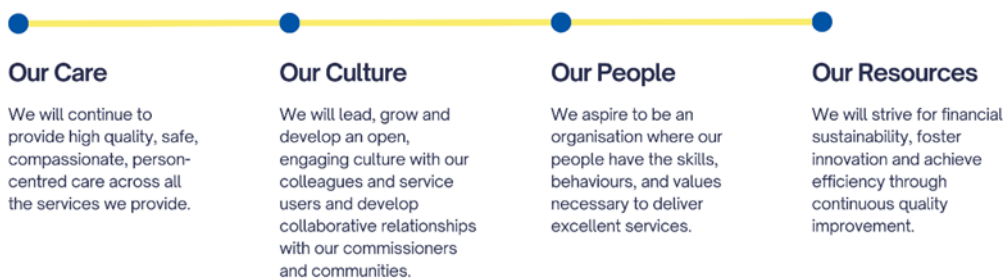 Our Care
We will continue to
provide high quality, safe,
compassionate, person-
centred care across all
the services we provide.
Our Culture
We will lead, grow and
develop an open,
engaging culture with our
colleagues and service
users and develop
collaborative relationships
with our commissioners
and communities.
Our People
We aspire to be an
organisation where our
people have the skills,
behaviours, and values
necessary to deliver
excellent services.
Our Resources
We will strive for financial
sustainability, foster
innovation and achieve
efficiency through
continuous quality
improvement.